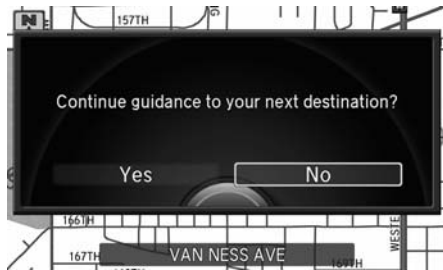 N
157TH
Continue guidance to your next destination?
Yes
No
166TH
167TH
VAN NESS AVE
169TH
WESTE